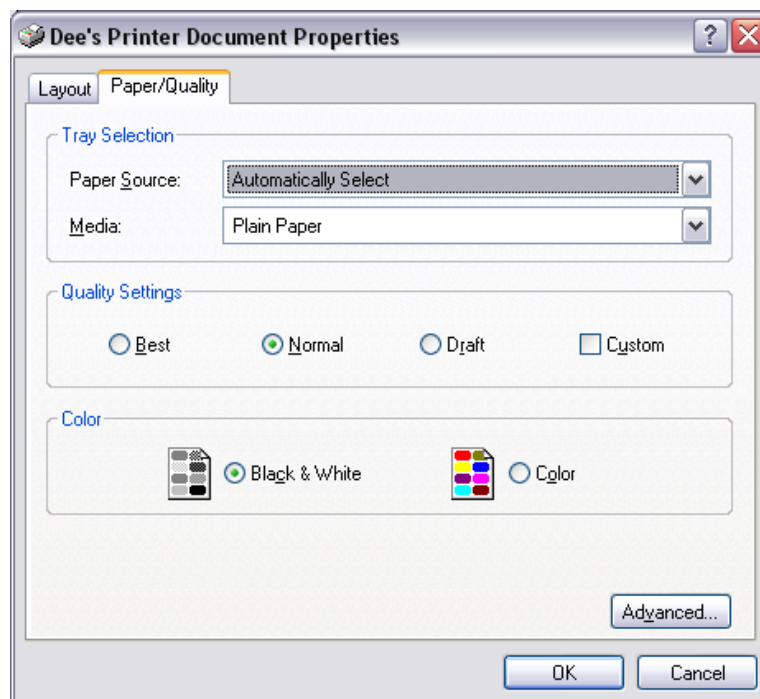 Dee's Printer Document Properties
Layout
Paper/Quality
Tray Selection
Paper Source: Automatically Select
Media: Plain Paper
Quality Settings
Best Normal Draft Custom
Color
Black & White Color
Advanced...
OK Cancel